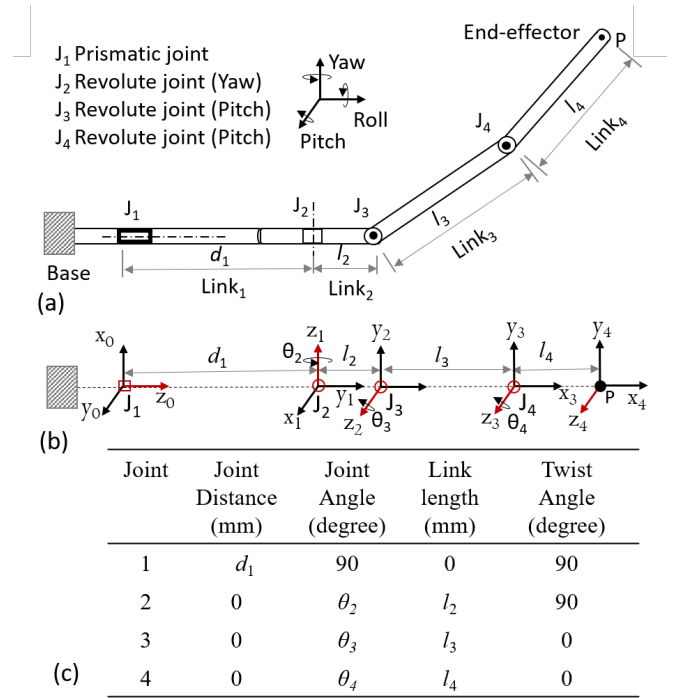 End-effector
P
J₁ Prismatic joint
J₂ Revolute joint (Yaw)
J₃ Revolute joint (Pitch)
J₄ Revolute joint (Pitch)
Yaw
Roll
Pitch
J₄
l₄
Link₄
J₁
J₂
J₃
l₃
Link₃
d₁
l₂
Base
Link₁
Link₂
(a)
x₀
d₁
θ₂
z₁
l₂
y₂
l₃
y₃
l₄
y₄
y₀
J₁
z₀
x₁
J₂
y₁
z₂
θ₃
J₃
z₃
θ₄
J₄
x₃
z₄
P
x₄
(b)
Joint Joint Joint Link Twist
Distance Angle length Angle
(mm) (degree) (mm) (degree)
1 d₁ 90 0 90
2 0 θ₂ l₂ 90
3 0 θ₃ l₃ 0
4 0 θ₄ l₄ 0
(c)